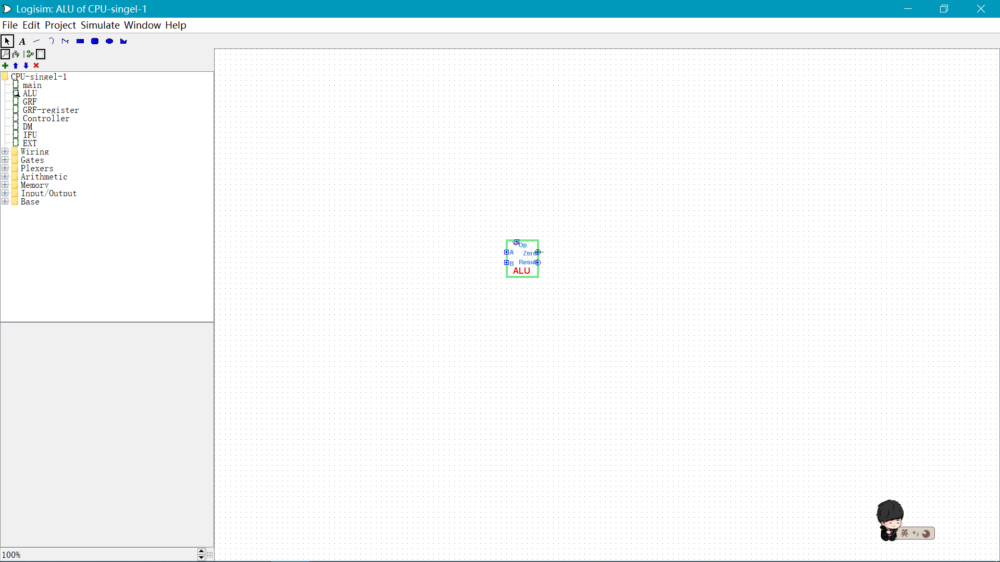 Logisim: ALU of CPU-singel-1
File Edit Project Simulate Window Help
A
CPU-singel-1
main
ALU
GRF
GRF-register
Controller
DM
IFU
EXT
Wiring
Gates
Plexers
Arithmetic
Memory
Input/Output
Base
Op
A
Zero
B
Resul
ALU
英
100%